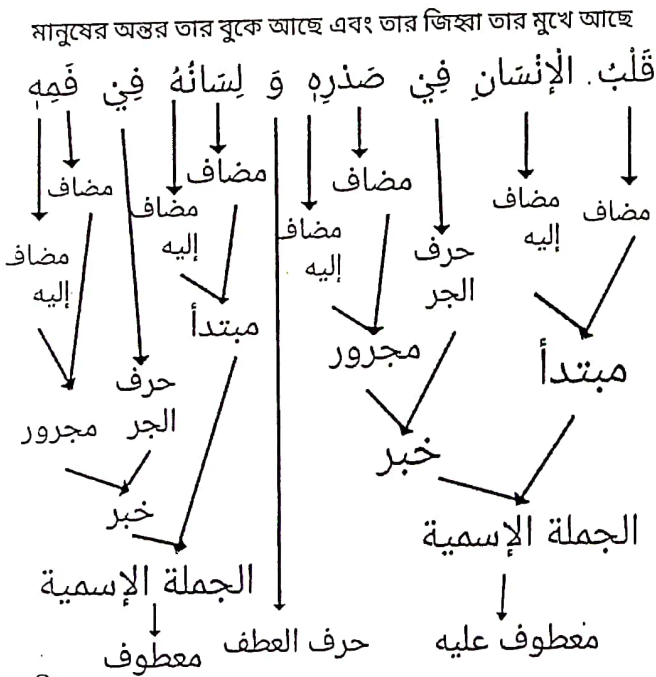 মানুষের অন্তর তার বুকে আছে এবং তার জিহ্বা তার মুখে আছে
قَلْبُ. الْإِنْسَانِ فِيْ صَدْرِهِ وَ لِسَانُهُ فِيْ فَمِهِ
مضاف
مضاف إليه
مبتدأ
حرف الجر
مضاف
مضاف إليه
مجرور
خبر
الجملة الإسمية
معطوف عليه
حرف العطف
مضاف
مضاف إليه
مبتدأ
حرف الجر
مضاف
مضاف إليه
مجرور
خبر
الجملة الإسمية
معطوف